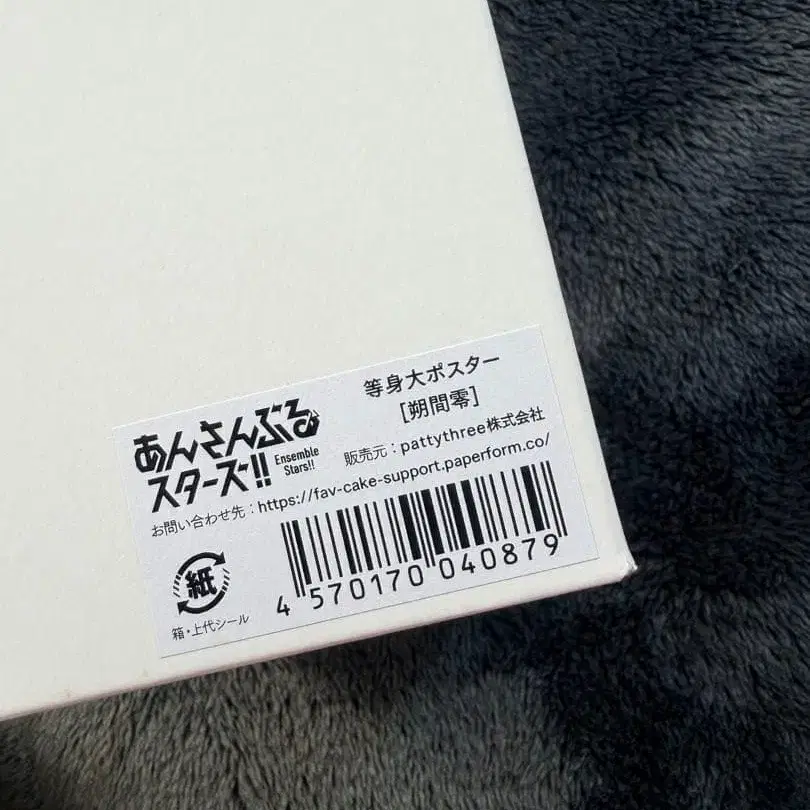 あんさんぶる
スターズ!!
Ensemble
Stars!!
等身大ポスター
[朔間零]
販売元：pattythree株式会社
お問い合わせ先：https://fav-cake-support.paperform.co/
紙
箱・上代シール
4 570170 040879